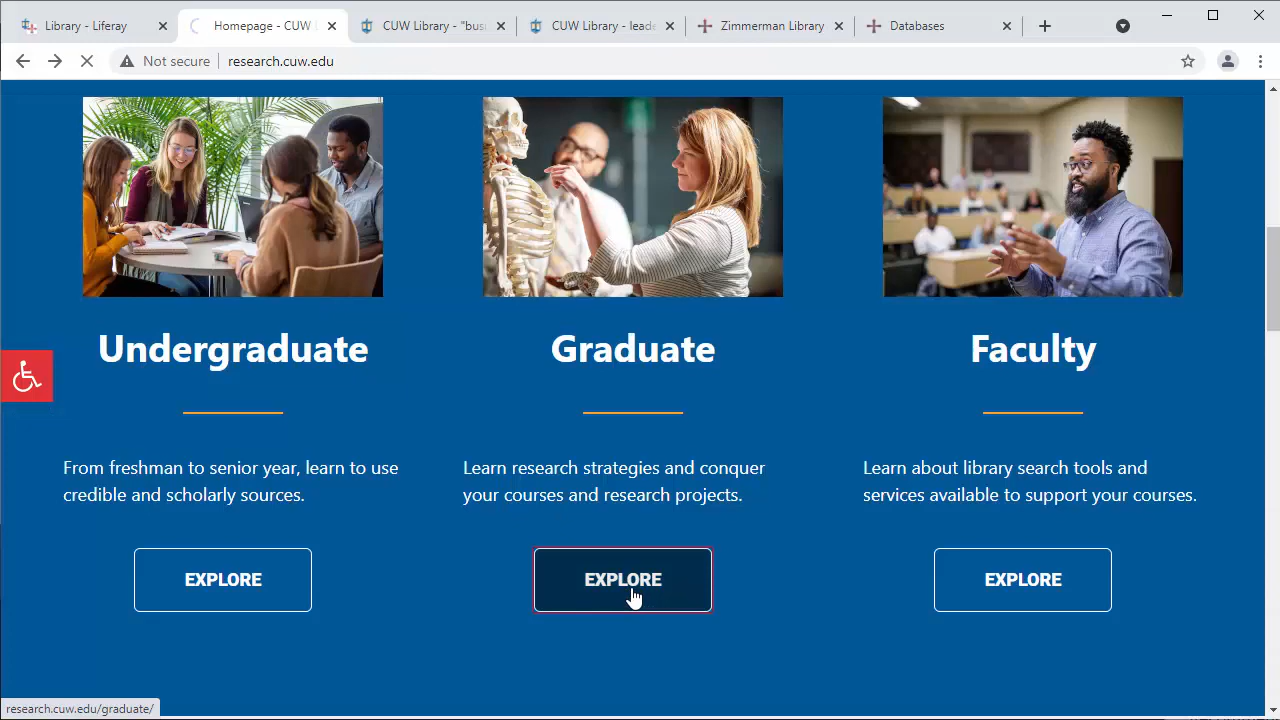 Library - Liferay
Homepage - CUW L
CUW Library - "busi
CUW Library - leade
Zimmerman Library
Databases
Not secure
research.cuw.edu
Undergraduate
Graduate
Faculty
From freshman to senior year, learn to use
credible and scholarly sources.
Learn research strategies and conquer
your courses and research projects.
Learn about library search tools and
services available to support your courses.
EXPLORE
EXPLORE
EXPLORE
research.cuw.edu/graduate/